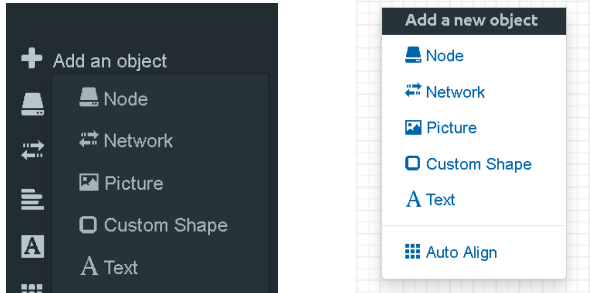 Add an object
Node
Network
Picture
Custom Shape
Text
Add a new object
Node
Network
Picture
Custom Shape
Text
Auto Align